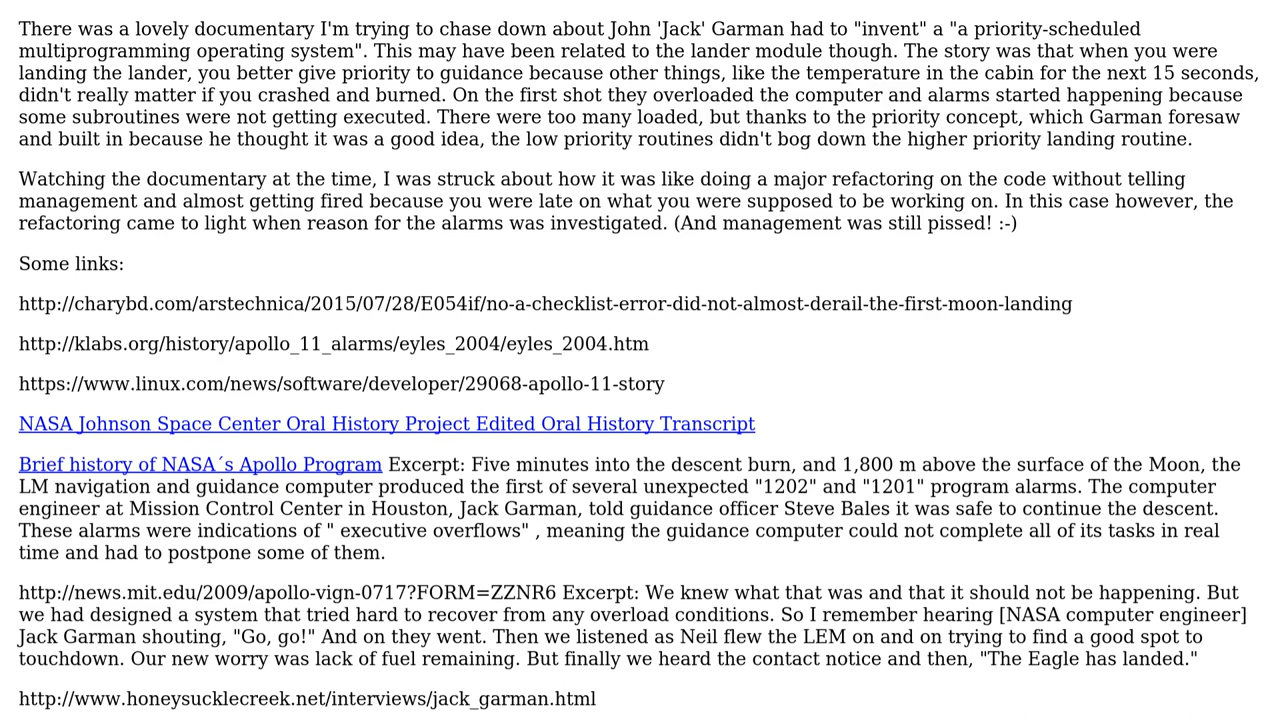 There was a lovely documentary I'm trying to chase down about John 'Jack' Garman had to "invent" a "a priority-scheduled
multiprogramming operating system". This may have been related to the lander module though. The story was that when you were
landing the lander, you better give priority to guidance because other things, like the temperature in the cabin for the next 15 seconds,
didn't really matter if you crashed and burned. On the first shot they overloaded the computer and alarms started happening because
some subroutines were not getting executed. There were too many loaded, but thanks to the priority concept, which Garman foresaw
and built in because he thought it was a good idea, the low priority routines didn't bog down the higher priority landing routine.
Watching the documentary at the time, I was struck about how it was like doing a major refactoring on the code without telling
management and almost getting fired because you were late on what you were supposed to be working on. In this case however, the
refactoring came to light when reason for the alarms was investigated. (And management was still pissed! :-)
Some links:
http://charybd.com/arstechnica/2015/07/28/E054if/no-a-checklist-error-did-not-almost-derail-the-first-moon-landing
http://klabs.org/history/apollo_11_alarms/eyles_2004/eyles_2004.htm
https://www.linux.com/news/software/developer/29068-apollo-11-story
NASA Johnson Space Center Oral History Project Edited Oral History Transcript
Brief history of NASA´s Apollo Program Excerpt: Five minutes into the descent burn, and 1,800 m above the surface of the Moon, the
LM navigation and guidance computer produced the first of several unexpected "1202" and "1201" program alarms. The computer
engineer at Mission Control Center in Houston, Jack Garman, told guidance officer Steve Bales it was safe to continue the descent.
These alarms were indications of " executive overflows" , meaning the guidance computer could not complete all of its tasks in real
time and had to postpone some of them.
http://news.mit.edu/2009/apollo-vign-0717?FORM=ZZNR6 Excerpt: We knew what that was and that it should not be happening. But
we had designed a system that tried hard to recover from any overload conditions. So I remember hearing [NASA computer engineer]
Jack Garman shouting, "Go, go!" And on they went. Then we listened as Neil flew the LEM on and on trying to find a good spot to
touchdown. Our new worry was lack of fuel remaining. But finally we heard the contact notice and then, "The Eagle has landed."
http://www.honeysucklecreek.net/interviews/jack_garman.html